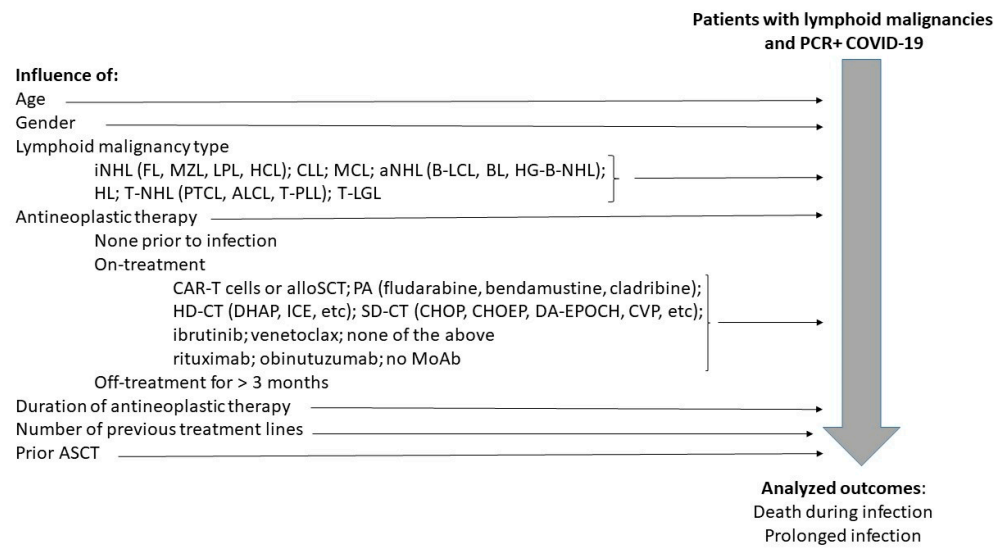 Patients with lymphoid malignancies
and PCR+ COVID-19
Influence of:
Age
Gender
Lymphoid malignancy type
iNHL (FL, MZL, LPL, HCL); CLL; MCL; aNHL (B-LCL, BL, HG-B-NHL);
HL; T-NHL (PTCL, ALCL, T-PLL); T-LGL
Antineoplastic therapy
None prior to infection
On-treatment
CAR-T cells or alloSCT; PA (fludarabine, bendamustine, cladribine);
HD-CT (DHAP, ICE, etc); SD-CT (CHOP, CHOEP, DA-EPOCH, CVP, etc);
ibrutinib; venetoclax; none of the above
rituximab; obinutuzumab; no MoAb
Off-treatment for > 3 months
Duration of antineoplastic therapy
Number of previous treatment lines
Prior ASCT
Analyzed outcomes:
Death during infection
Prolonged infection